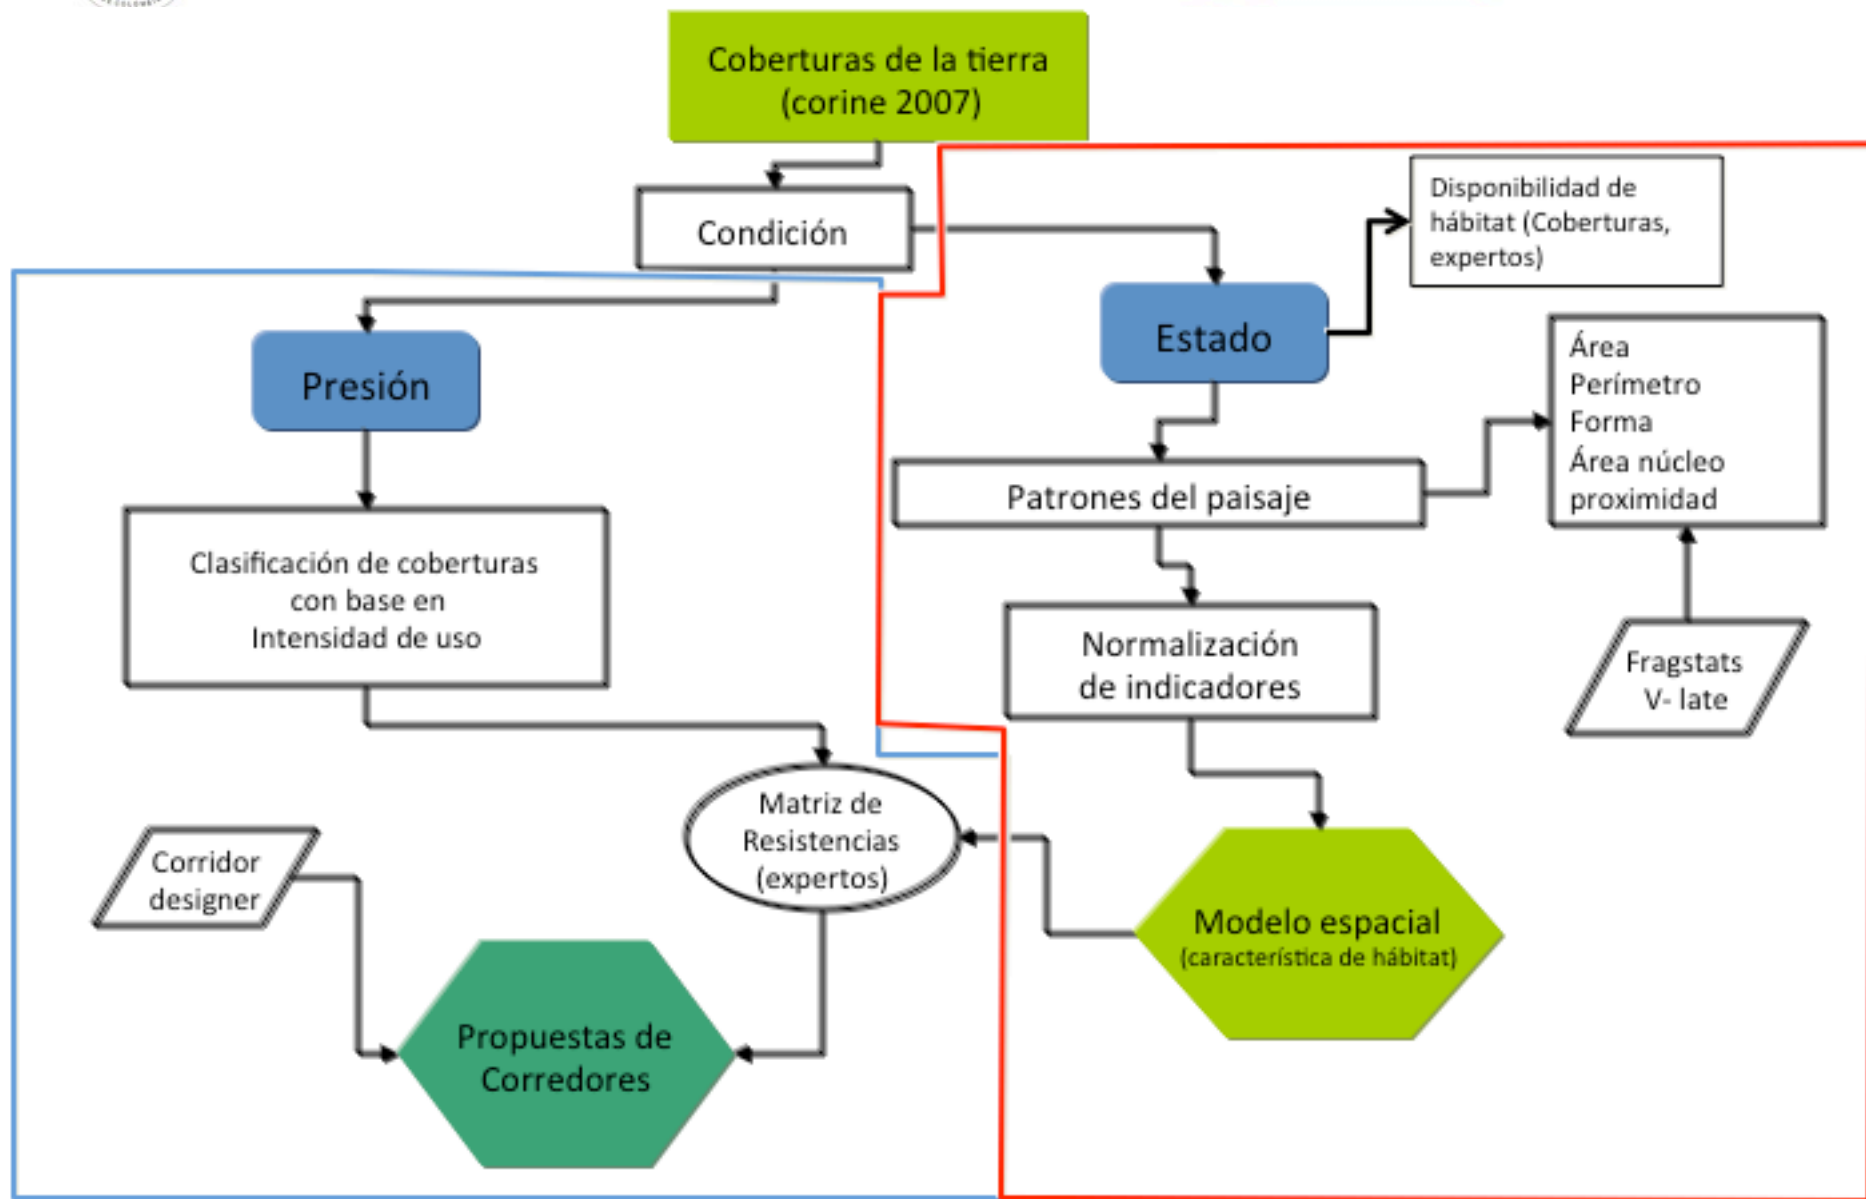 DE COLOMBIA
Coberturas de la tierra
(corine 2007)
Condición
Disponibilidad de
hábitat (Coberturas,
expertos)
Estado
Presión
Área
Perímetro
Forma
Área núcleo
proximidad
Patrones del paisaje
Clasificación de coberturas
con base en
Intensidad de uso
Normalización
de indicadores
Fragstats
V- late
Matriz de
Resistencias
(expertos)
Corridor
designer
Modelo espacial
(característica de hábitat)
Propuestas de
Corredores